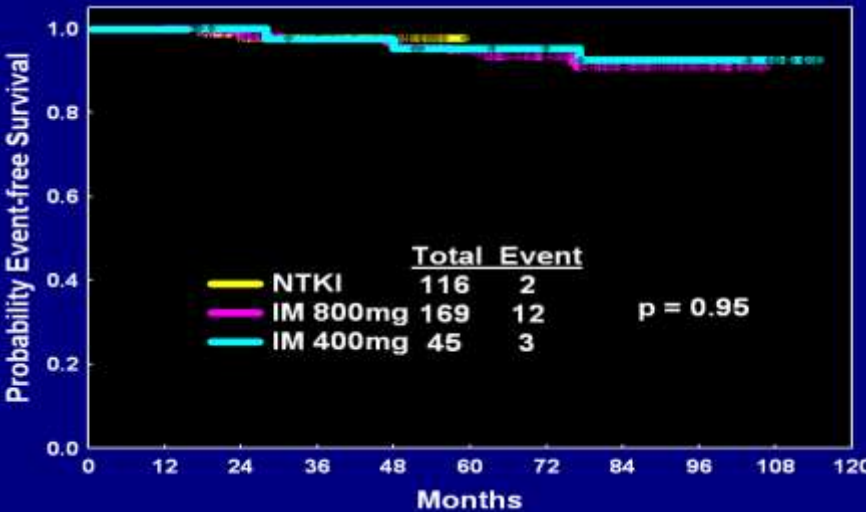 Probability Event-free Survival
1.0
0.8
0.6
0.4
0.2
0.0
Total Event
NTKI 116 2
IM 800mg 169 12
IM 400mg 45 3
p = 0.95
0 12 24 36 48 60 72 84 96 108 120
Months